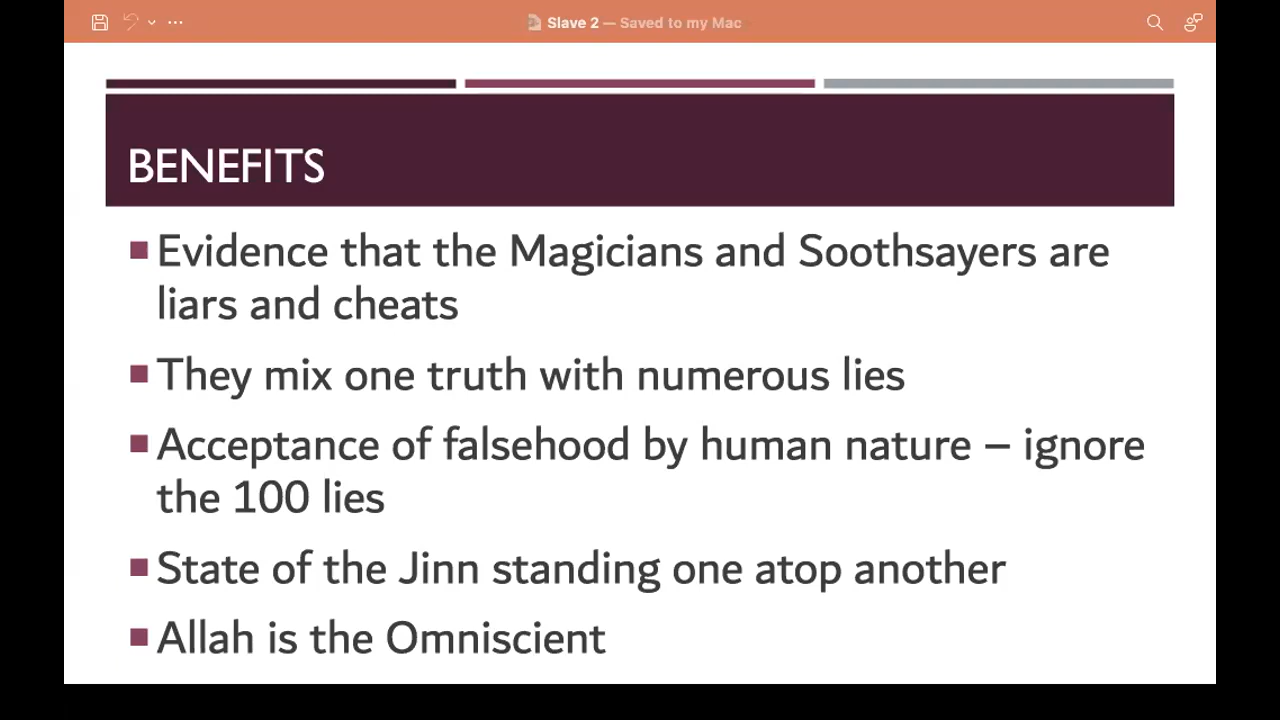 Slave 2 — Saved to my Mac
BENEFITS
Evidence that the Magicians and Soothsayers are
liars and cheats
They mix one truth with numerous lies
Acceptance of falsehood by human nature – ignore
the 100 lies
State of the Jinn standing one atop another
Allah is the Omniscient